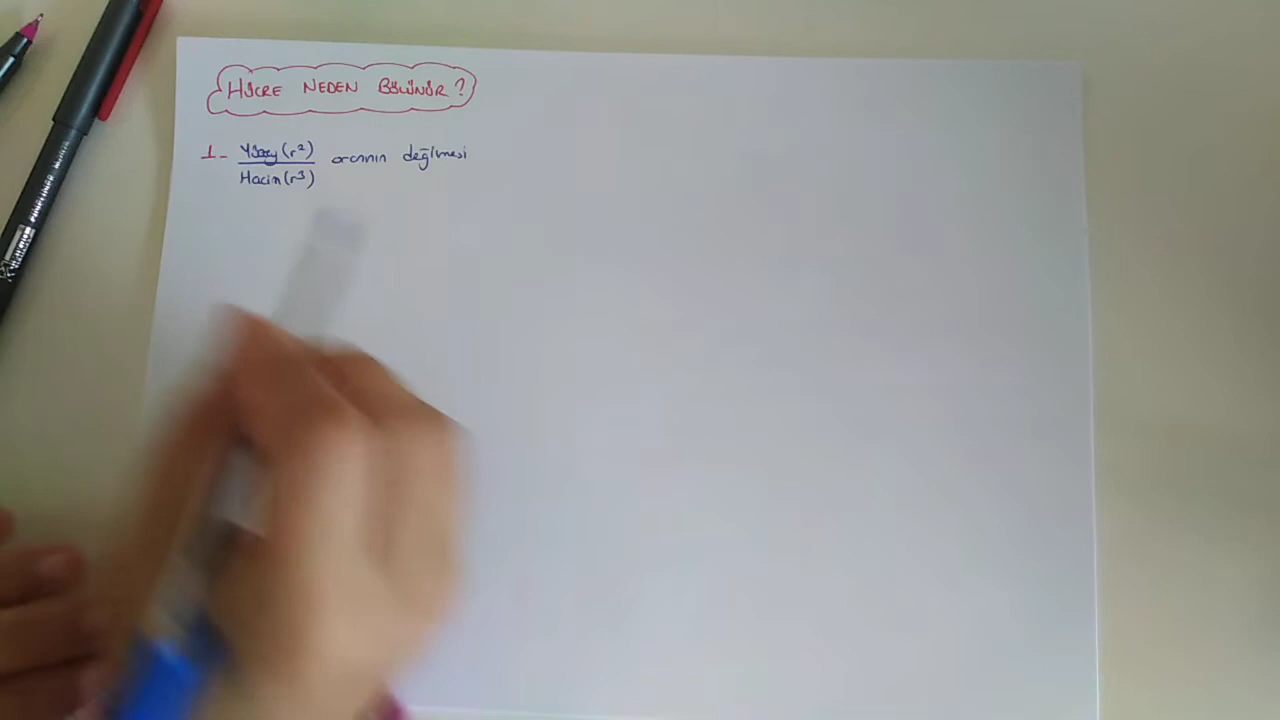 HÜCRE NEDEN BÖLÜNÜR?
1- Yüzey(r²)
Hacim(r³)
oranının değişmesi